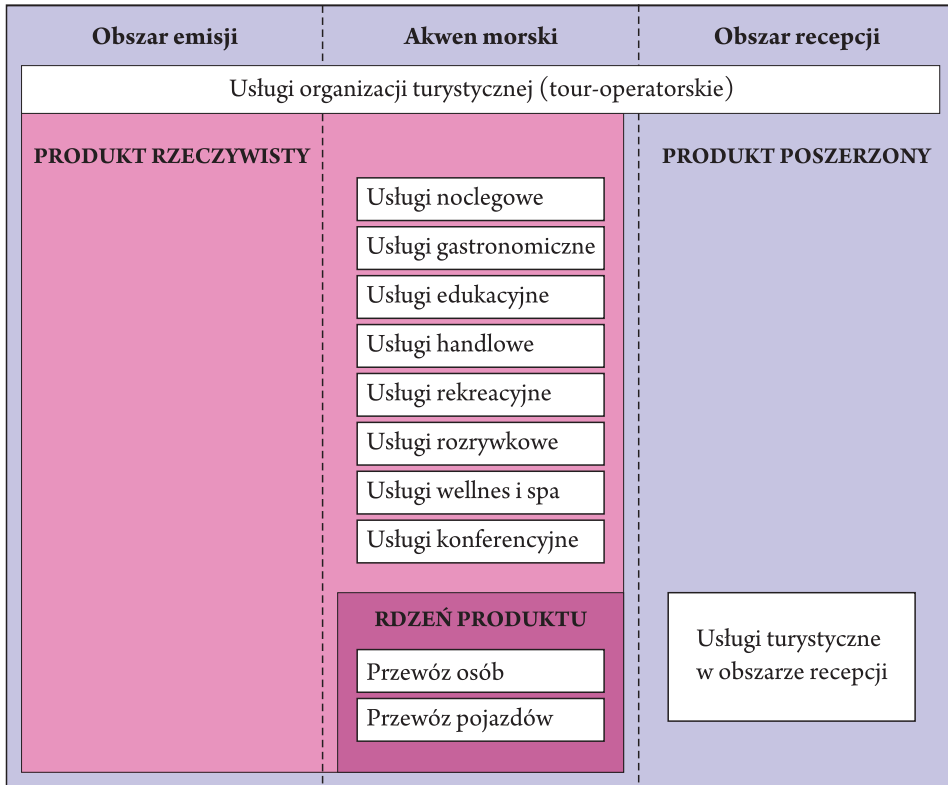 Obszar emisji
Akwen morski
Obszar recepcji
Usługi organizacji turystycznej (tour-operatorskie)
PRODUKT RZECZYWISTY
PRODUKT POSZERZONY
Usługi noclegowe
Usługi gastronomiczne
Usługi edukacyjne
Usługi handlowe
Usługi rekreacyjne
Usługi rozrywkowe
Usługi wellnes i spa
Usługi konferencyjne
RDZEŃ PRODUKTU
Przewóz osób
Przewóz pojazdów
Usługi turystyczne
w obszarze recepcji